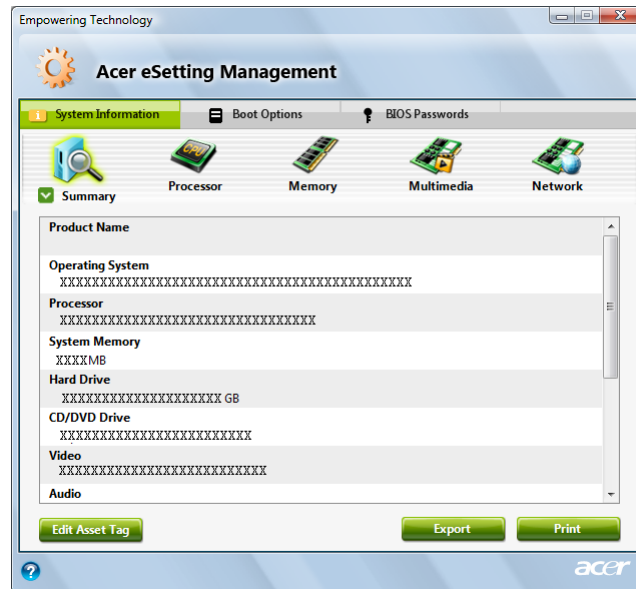 Empowering Technology
Acer eSetting Management
System Information Boot Options BIOS Passwords
Summary Processor Memory Multimedia Network
Product Name
Operating System
XXXXXXXXXXXXXXXXXXXXXXXXXXXXXXXXXXXXXXXXXXXX
Processor
XXXXXXXXXXXXXXXXXXXXXXXXXXXXXXXX
System Memory
XXXXMB
Hard Drive
XXXXXXXXXXXXXXXXXXXX GB
CD/DVD Drive
XXXXXXXXXXXXXXXXXXXXXXXX
Video
XXXXXXXXXXXXXXXXXXXXXXXXXX
Audio
Edit Asset Tag Export Print
acer